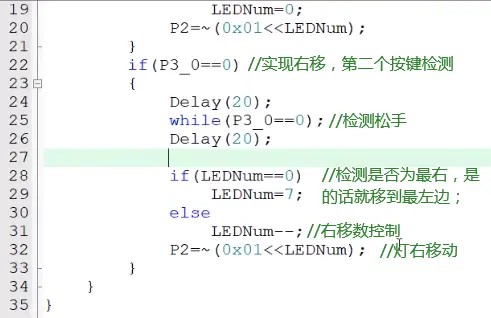 19 LEDNum=0;
20 P2=~(0x01<<LEDNum);
21 }
22 if(P3_0==0) //实现右移，第二个按键检测
23 {
24 Delay(20);
25 while(P3_0==0); //检测松手
26 Delay(20);
27
28 if(LEDNum==0) //检测是否为最右，是
29 LEDNum=7; 的话就移到最左边；
30 else
31 LEDNum--; //右移数控制
32 P2=~(0x01<<LEDNum); //灯右移动
33 }
34 }
35 }